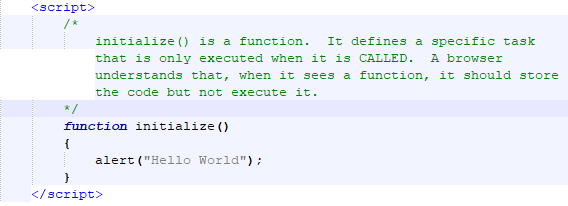 <script>
/*
initialize() is a function.  It defines a specific task
that is only executed when it is CALLED.  A browser
understands that, when it sees a function, it should store
the code but not execute it.
*/
function initialize()
{
alert("Hello World");
}
</script>